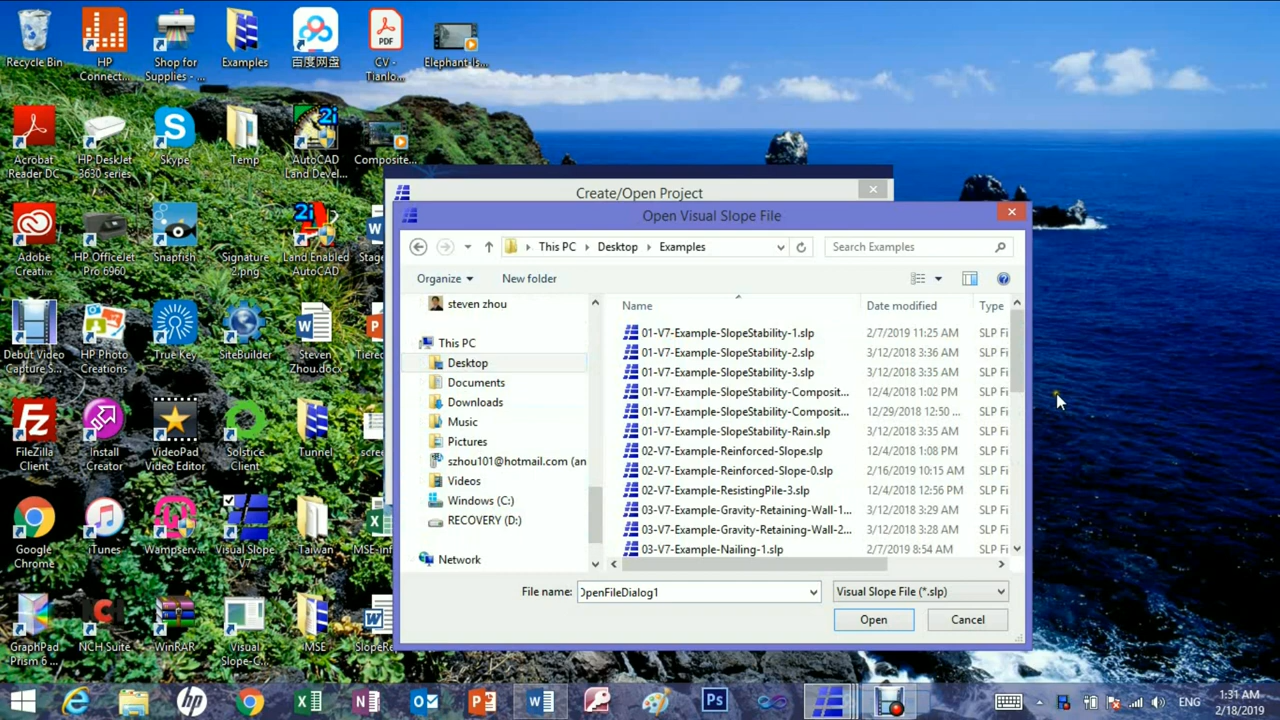 Recycle Bin
HP
Connect...
Shop for
Supplies - ...
Examples
百度网盘
PDF
CV -
Tianlo...
Elephant-Is...
Acrobat
Reader DC
HP DeskJet
3630 series
Skype
Temp
2i
AutoCAD
Land Devel...
Composite...
Adobe
Creati...
HP OfficeJet
Pro 6960
Snapfish
Signature
2.png
2i
Land Enabled
AutoCAD
Stage
Debut Video
Capture S...
HP Photo
Creations
True Key
SiteBuilder
Steven
Zhou.docx
Tiered
FileZilla
Client
Install
Creator
VideoPad
Video Editor
Solstice
Client
Tunnel
scree
Google
Chrome
iTunes
Wampserv...
Visual Slope
V7
Taiwan
MSE-in
GraphPad
Prism 6 ...
NCH Suite
WinRAR
Visual
Slope-C...
MSE
SlopeRe
Create/Open Project
Open Visual Slope File
This PC
Desktop
Examples
Search Examples
Organize
New folder
steven zhou
This PC
Desktop
Documents
Downloads
Music
Pictures
szhou101@hotmail.com (an
Videos
Windows (C:)
RECOVERY (D:)
Network
Name
Date modified
Type
01-V7-Example-SlopeStability-1.slp 2/7/2019 11:25 AM SLP Fi
01-V7-Example-SlopeStability-2.slp 3/12/2018 3:36 AM SLP Fi
01-V7-Example-SlopeStability-3.slp 3/12/2018 3:35 AM SLP Fi
01-V7-Example-SlopeStability-Composit... 12/4/2018 1:02 PM SLP Fi
01-V7-Example-SlopeStability-Composit... 12/29/2018 12:50 ... SLP Fi
01-V7-Example-SlopeStability-Rain.slp 3/12/2018 3:35 AM SLP Fi
02-V7-Example-Reinforced-Slope.slp 12/4/2018 1:08 PM SLP Fi
02-V7-Example-Reinforced-Slope-0.slp 2/16/2019 10:15 AM SLP Fi
02-V7-Example-ResistingPile-3.slp 12/4/2018 12:56 PM SLP Fi
03-V7-Example-Gravity-Retaining-Wall-1... 3/12/2018 3:29 AM SLP Fi
03-V7-Example-Gravity-Retaining-Wall-2... 3/12/2018 3:28 AM SLP Fi
03-V7-Example-Nailing-1.slp 2/7/2019 8:54 AM SLP Fi
File name:
OpenFileDialog1
Visual Slope File (*.slp)
Open
Cancel
ENG
1:31 AM
2/18/2019